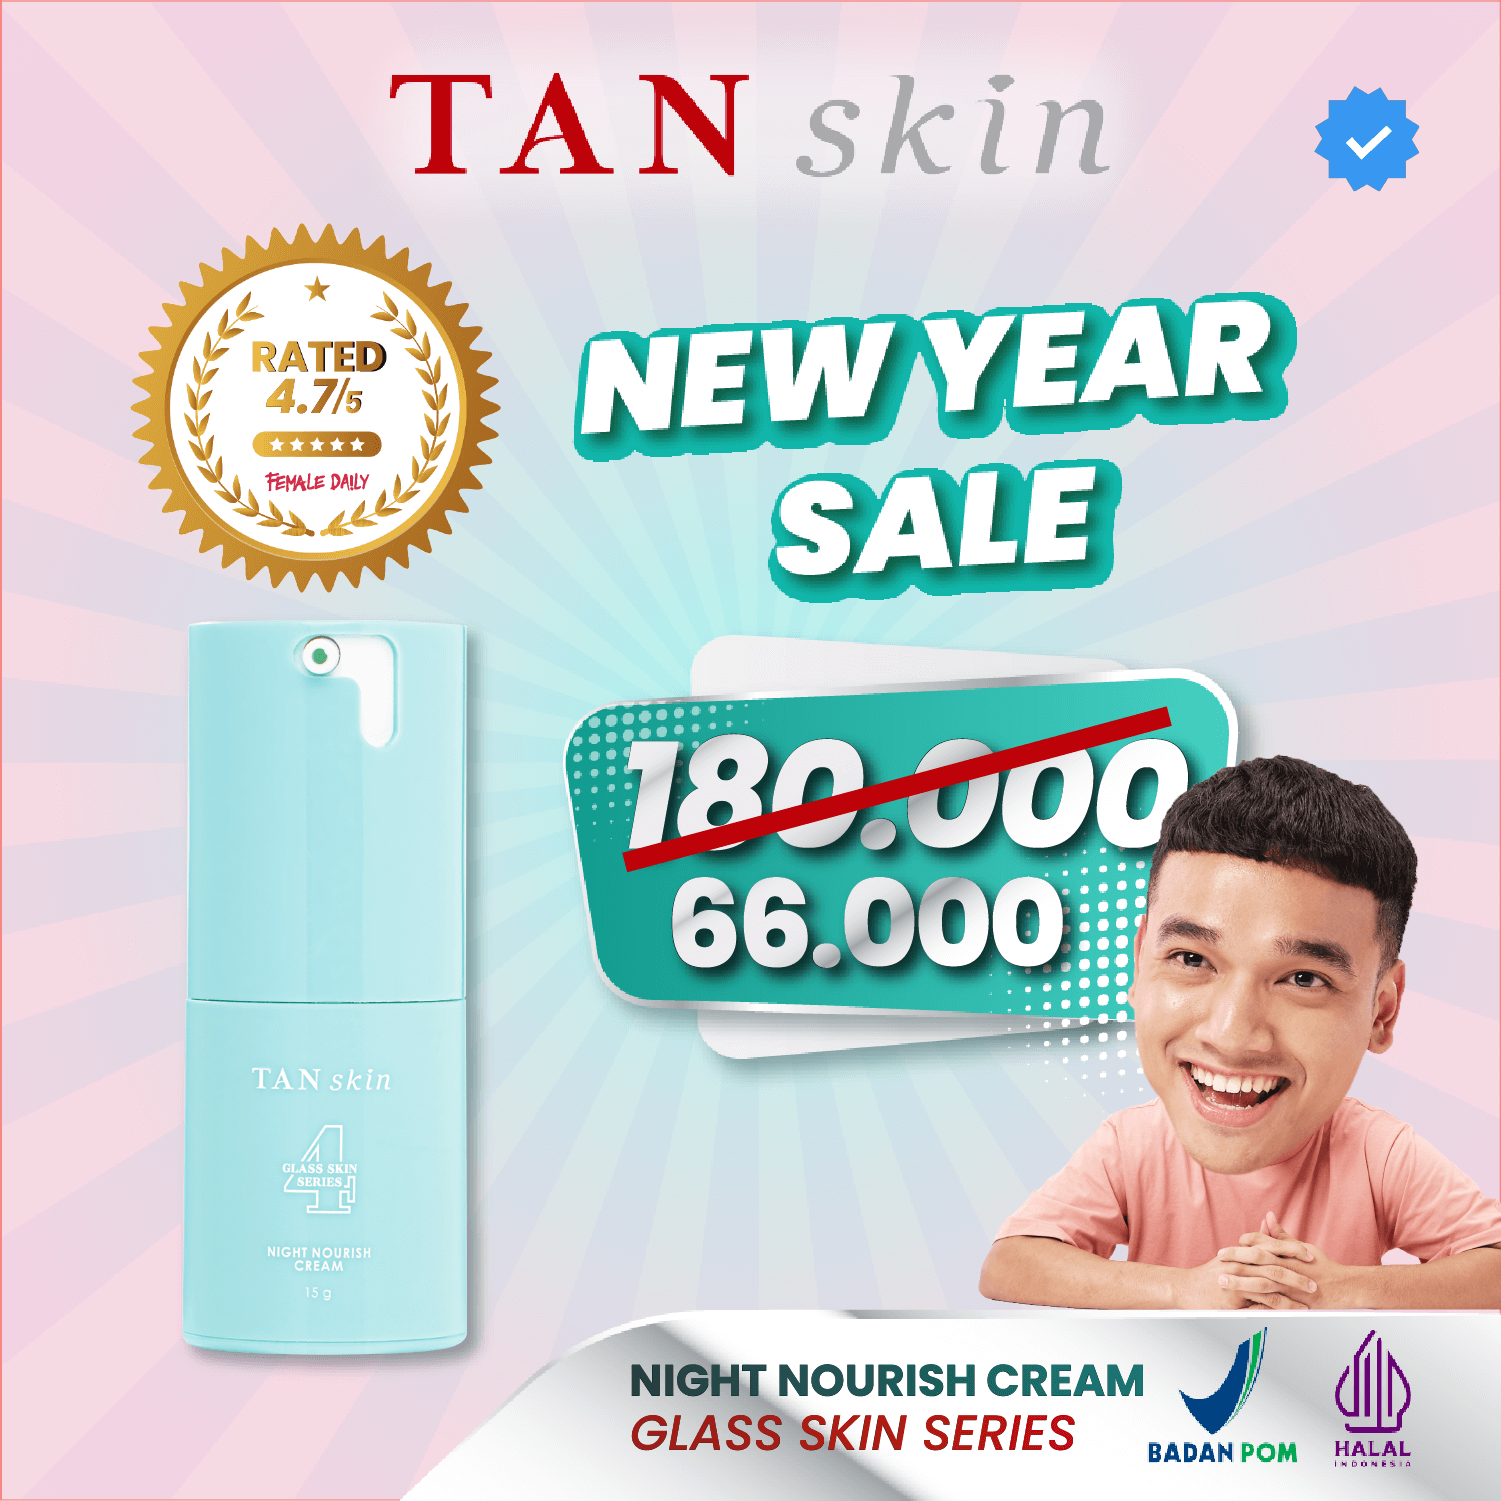 TAN skin
RATED
4.7/5
FEMALE DAILY
NEW YEAR
SALE
180.000
66.000
TAN skin
4
GLASS SKIN
SERIES
NIGHT NOURISH
CREAM
15 g
NIGHT NOURISH CREAM
GLASS SKIN SERIES
BADAN POM
HALAL
INDONESIA